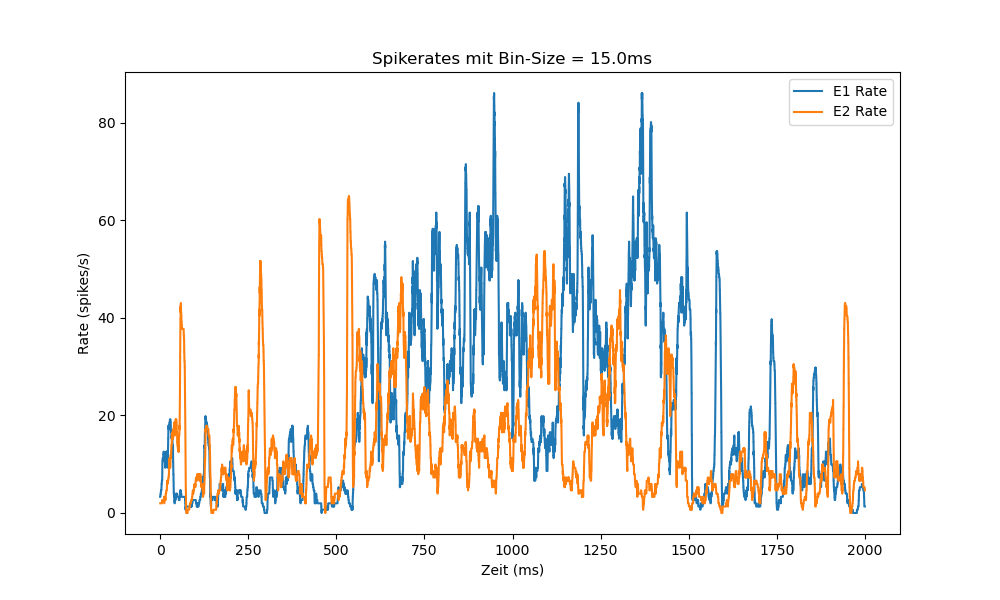 Spikerates mit Bin-Size = 15.0ms
E1 Rate
E2 Rate
Rate (spikes/s)
80
60
40
20
0
0 250 500 750 1000 1250 1500 1750 2000
Zeit (ms)